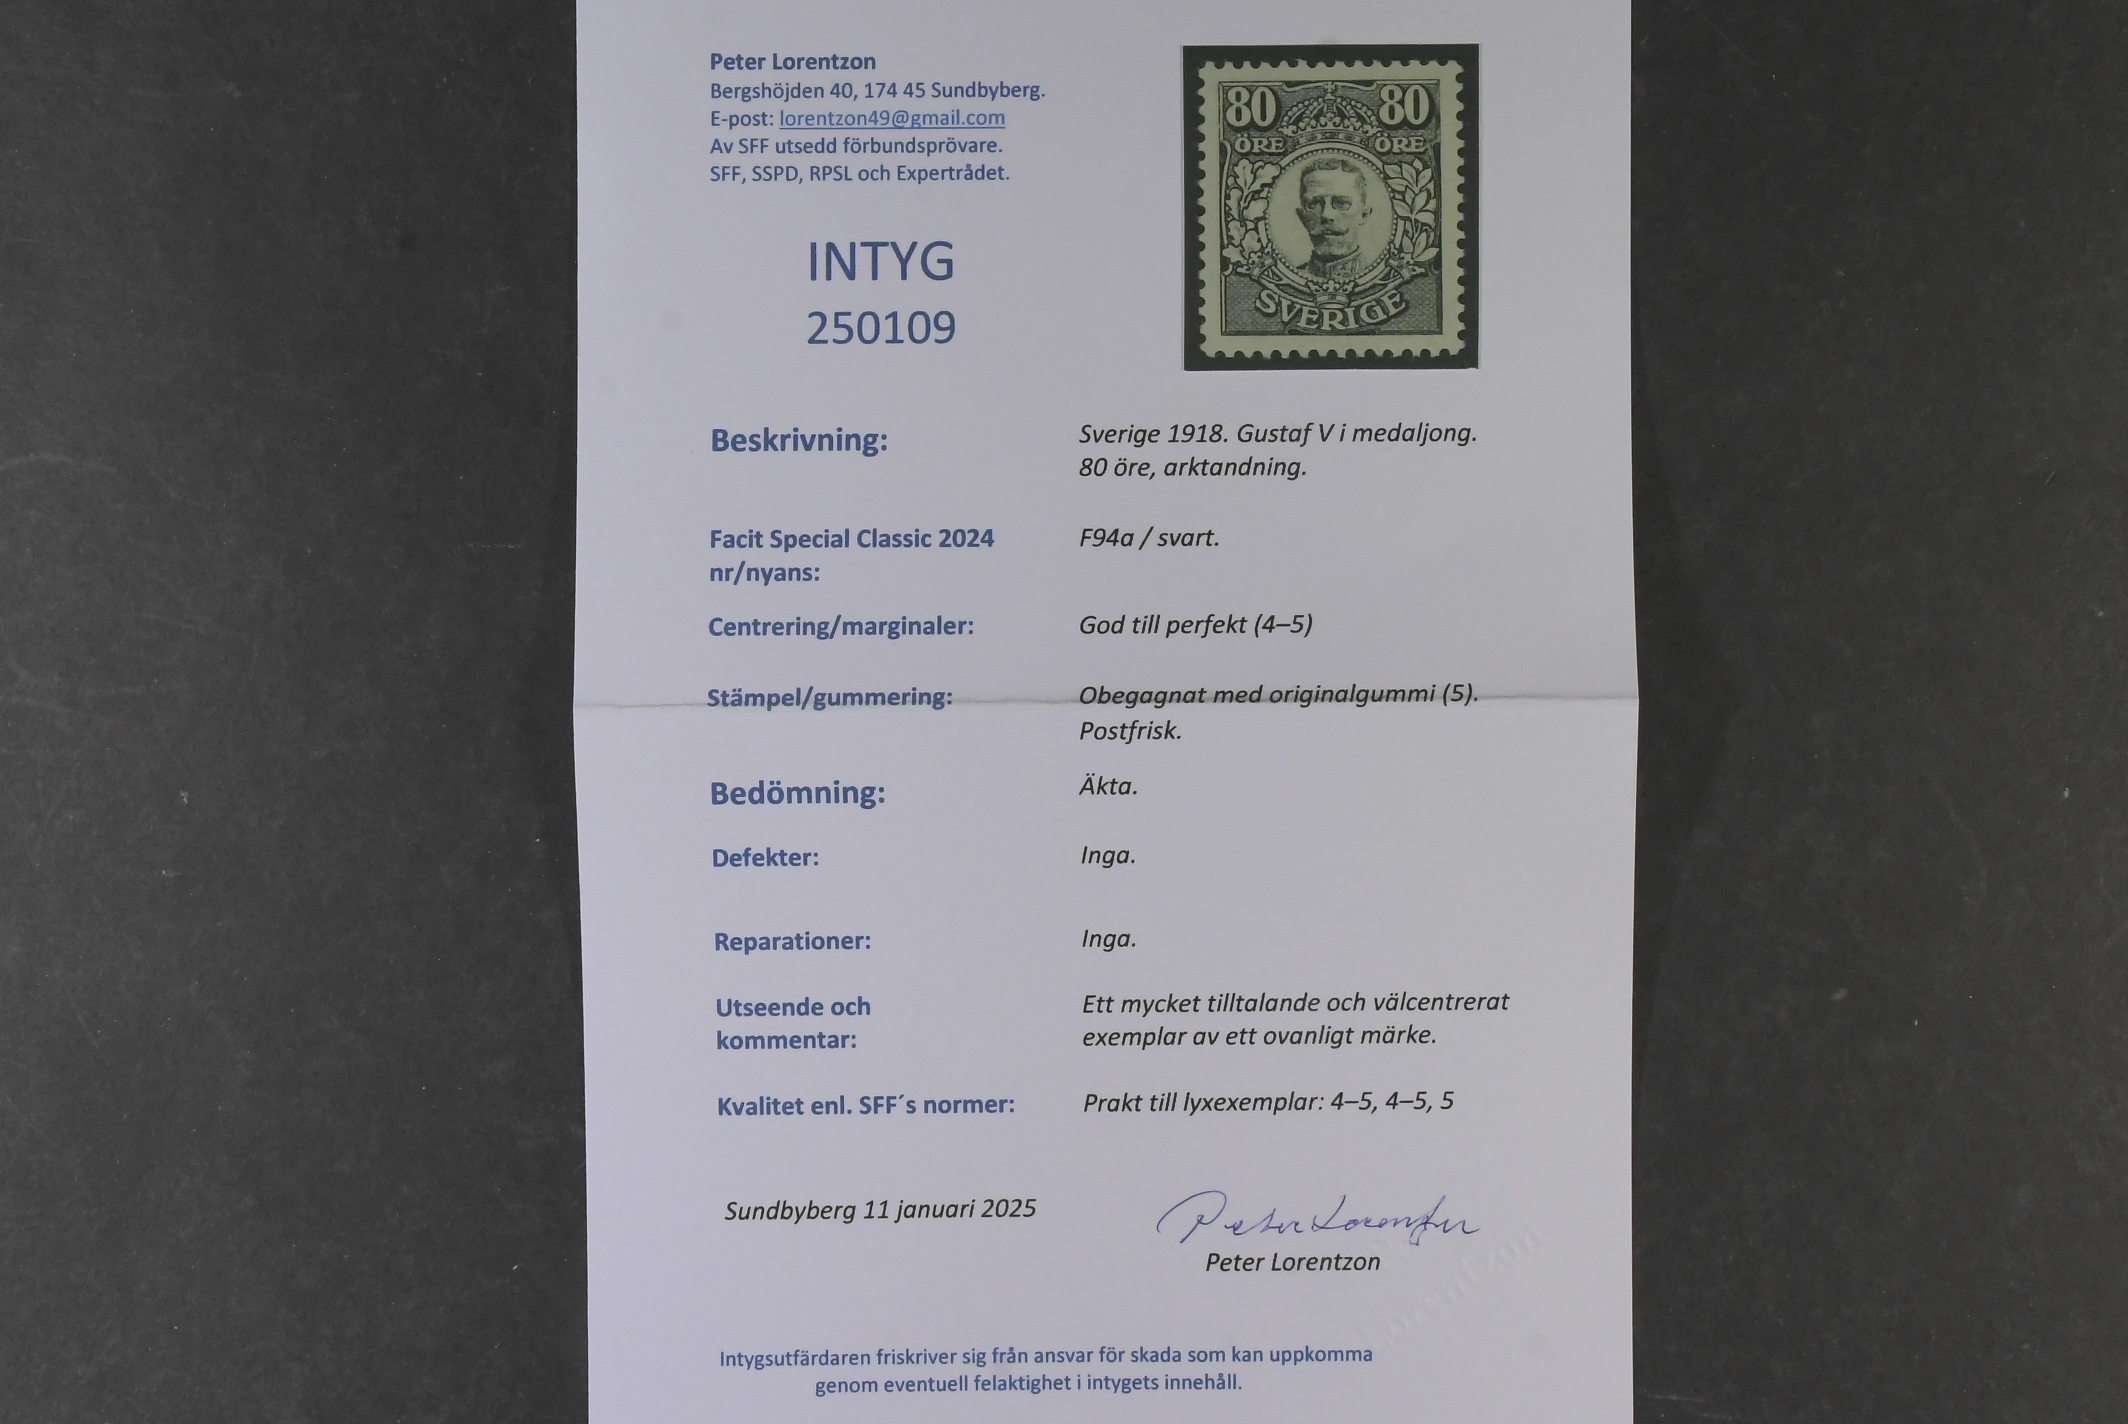 Peter Lorentzon
Bergshöjden 40, 174 45 Sundbyberg.
E-post: lorentzon49@gmail.com
Av SFF utsedd förbundsprövare.
SFF, SSPD, RPSL och Expertrådet.
INTYG
250109
80 80
ÖRE ÖRE
SVERIGE
Beskrivning: Sverige 1918. Gustaf V i medaljong.
80 öre, arktandning.
Facit Special Classic 2024 F94a / svart.
nr/nyans:
Centrering/marginaler: God till perfekt (4–5)
Stämpel/gummering: Obegagnat med originalgummi (5).
Postfrisk.
Bedömning: Äkta.
Defekter: Inga.
Reparationer: Inga.
Utseende och Ett mycket tilltalande och välcentrerat
kommentar: exemplar av ett ovanligt märke.
Kvalitet enl. SFF´s normer: Prakt till lyxexemplar: 4–5, 4–5, 5
Sundbyberg 11 januari 2025
Peter Lorentzon
Peter Lorentzon
Lorentzon
Intygsutfärdaren friskriver sig från ansvar för skada som kan uppkomma
genom eventuell felaktighet i intygets innehåll.